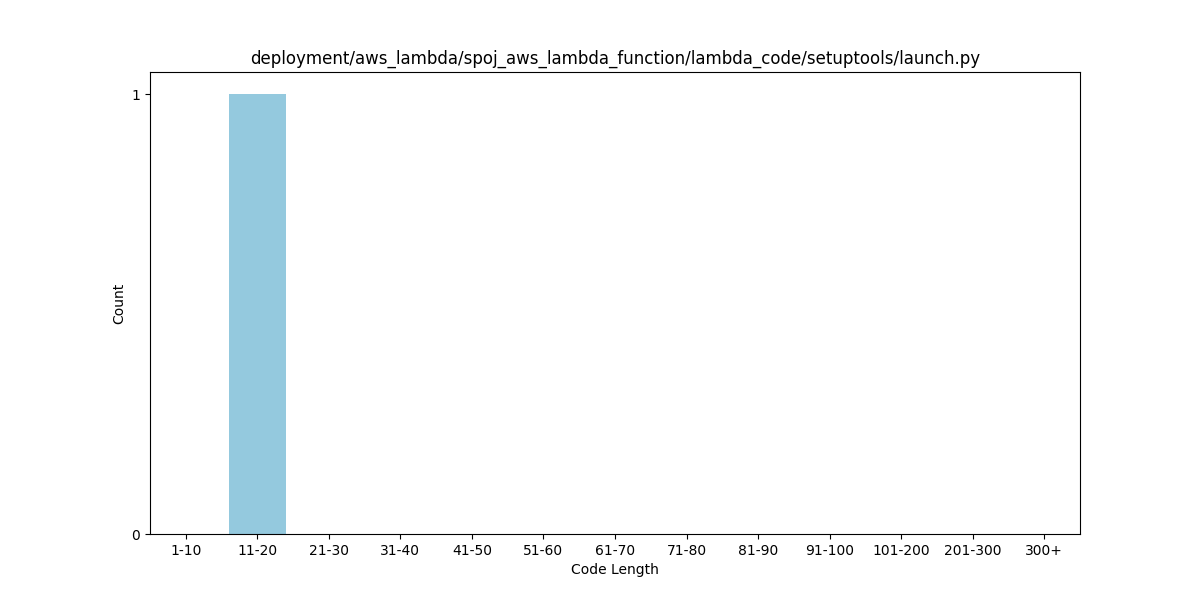 deployment/aws_lambda/spoj_aws_lambda_function/lambda_code/setuptools/launch.py
1
Count
0
1-10 11-20 21-30 31-40 41-50 51-60 61-70 71-80 81-90 91-100 101-200 201-300 300+
Code Length